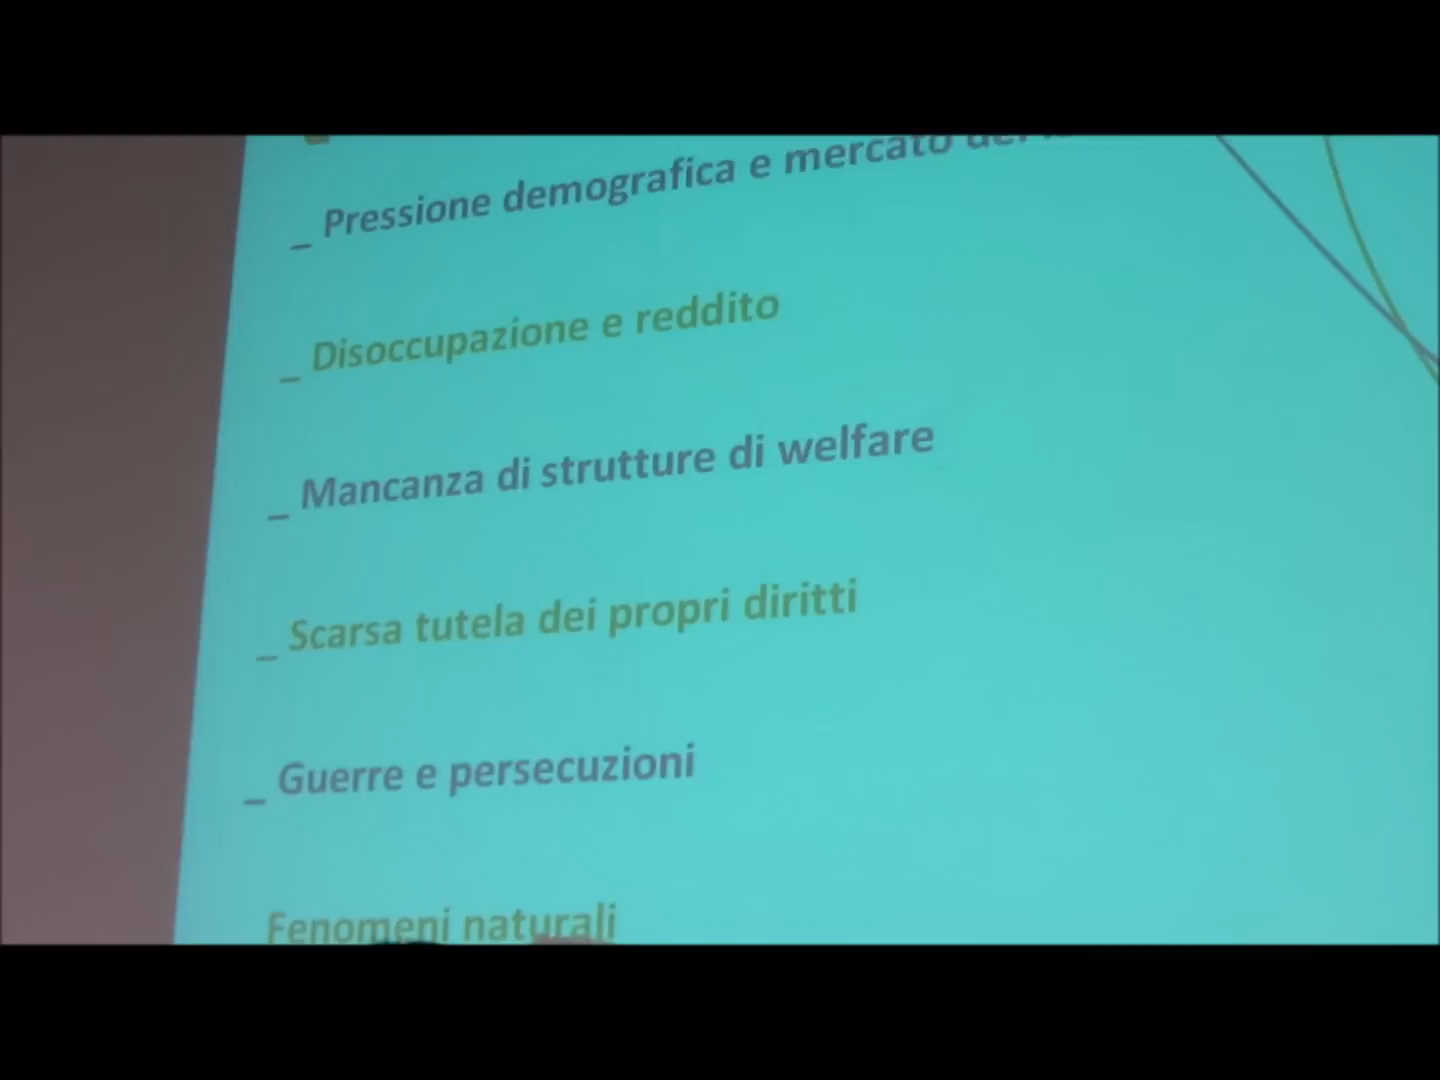 _ Pressione demografica e mercato del
_ Disoccupazione e reddito
_ Mancanza di strutture di welfare
_ Scarsa tutela dei propri diritti
_ Guerre e persecuzioni
Fenomeni naturali